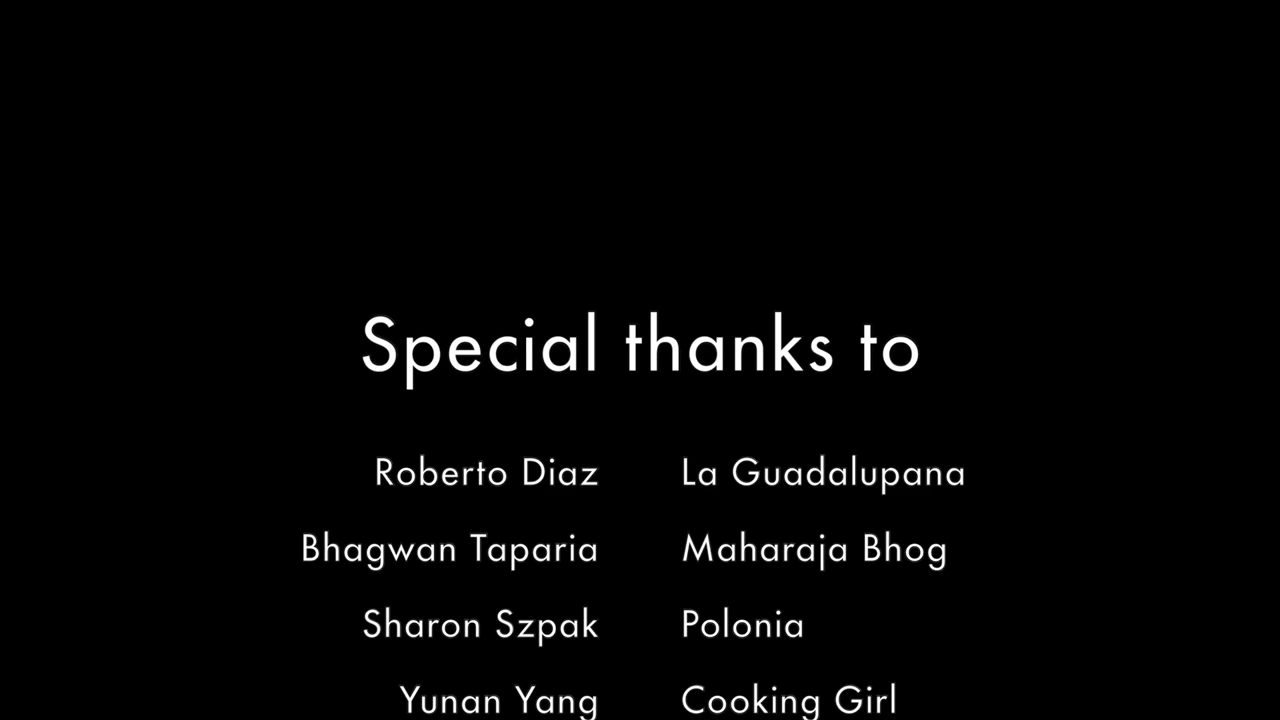 Special thanks to
Roberto Diaz La Guadalupana
Bhagwan Taparia Maharaja Bhog
Sharon Szpak Polonia
Yunan Yang Cooking Girl